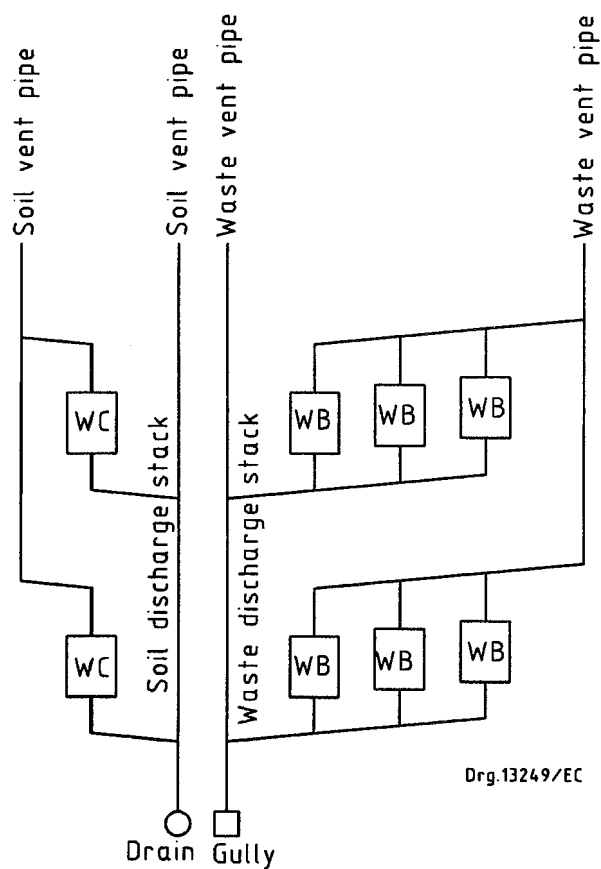 Soil vent pipe
Soil vent pipe
Waste vent pipe
Waste vent pipe
WC
Soil discharge stack
Waste discharge stack
WB
WB
WB
WC
WB
WB
WB
Drg.13249/EC
Drain
Gully